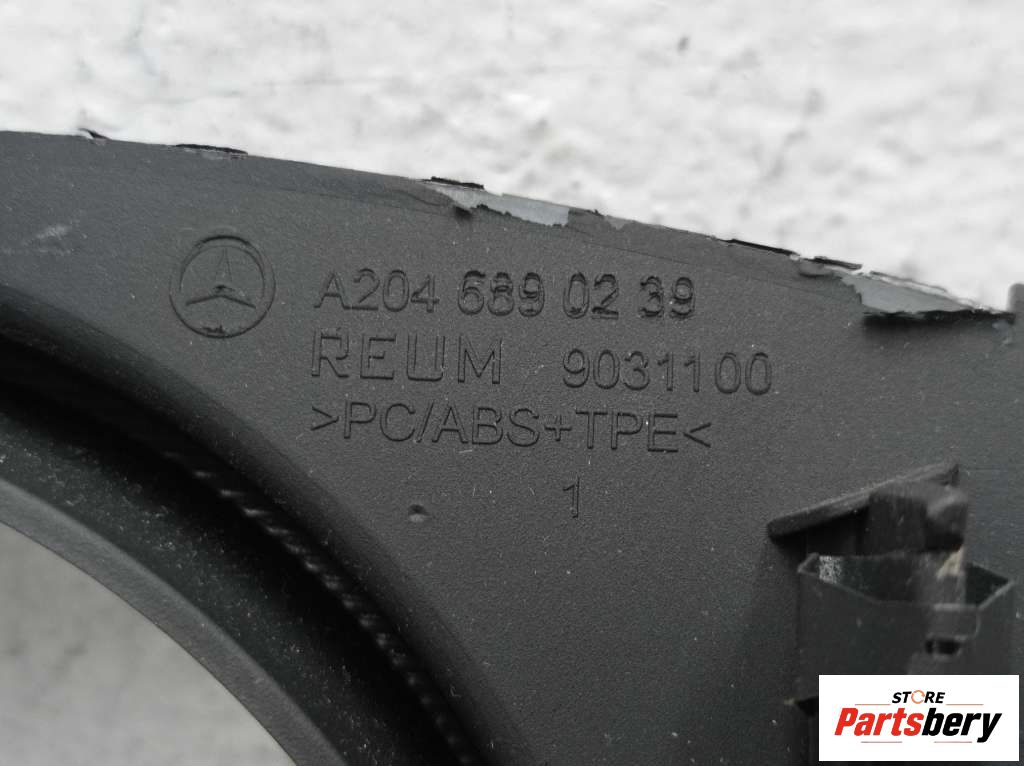 A204 689 02 39
REUM 9031100
>PC/ABS+TPE<
1
STORE
Partsbery